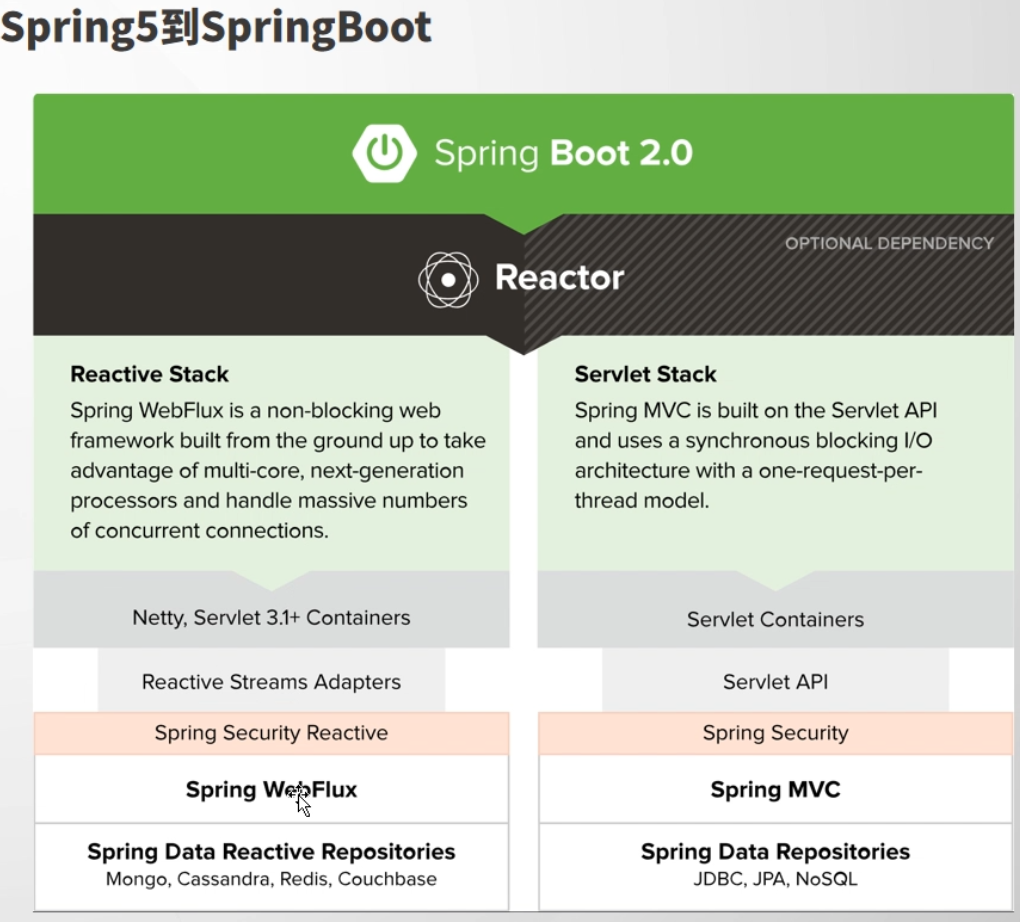 Spring5到SpringBoot
Spring Boot 2.0
OPTIONAL DEPENDENCY
Reactor
Reactive Stack
Spring WebFlux is a non-blocking web
framework built from the ground up to take
advantage of multi-core, next-generation
processors and handle massive numbers
of concurrent connections.
Netty, Servlet 3.1+ Containers
Reactive Streams Adapters
Spring Security Reactive
Spring WebFlux
Spring Data Reactive Repositories
Mongo, Cassandra, Redis, Couchbase
Servlet Stack
Spring MVC is built on the Servlet API
and uses a synchronous blocking I/O
architecture with a one-request-per-
thread model.
Servlet Containers
Servlet API
Spring Security
Spring MVC
Spring Data Repositories
JDBC, JPA, NoSQL